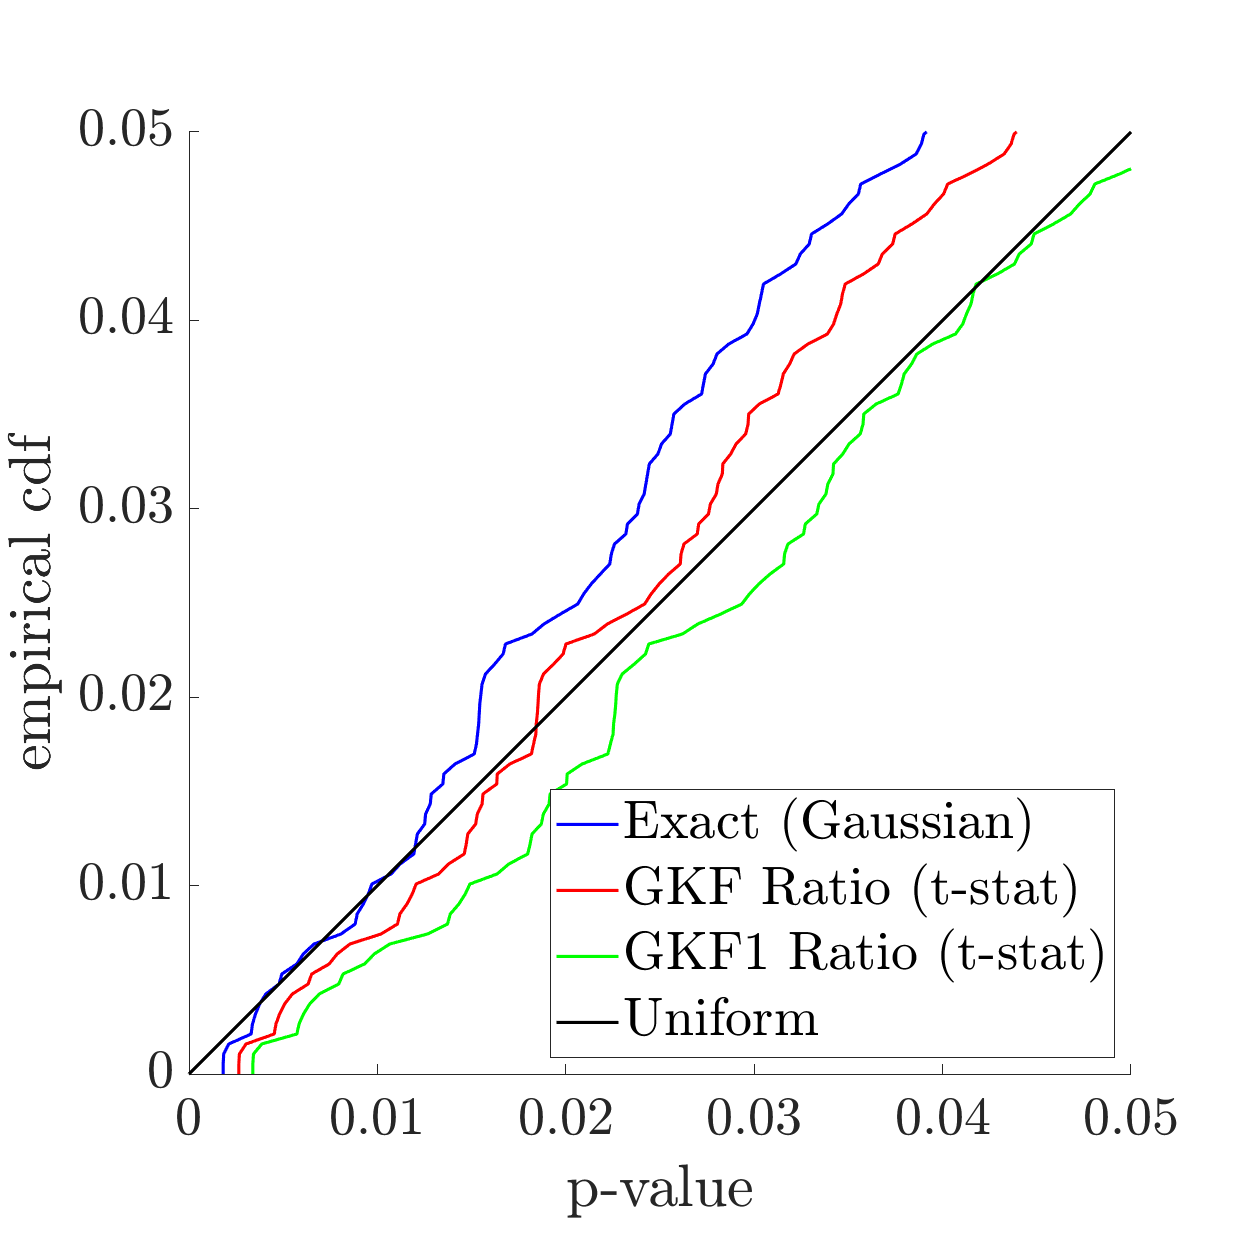 0.05
0.04
0.03
0.02
0.01
0
empirical cdf
Exact (Gaussian)
GKF Ratio (t-stat)
GKF1 Ratio (t-stat)
Uniform
0 0.01 0.02 0.03 0.04 0.05
p-value